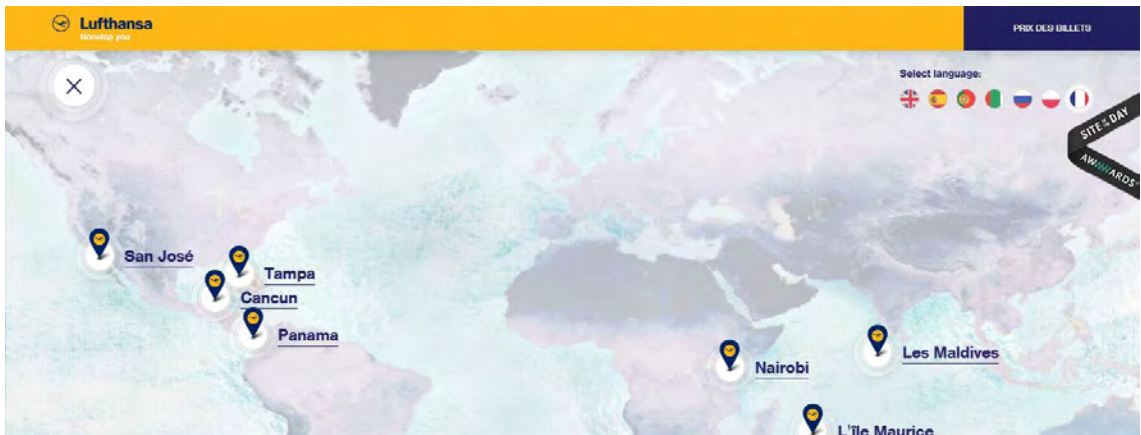 Lufthansa
Nonstop you
PRIX DES BILLETS
Select language:
SITE OF THE DAY
AWWWARDS
San José
Tampa
Cancun
Panama
Nairobi
Les Maldives
L'île Maurice